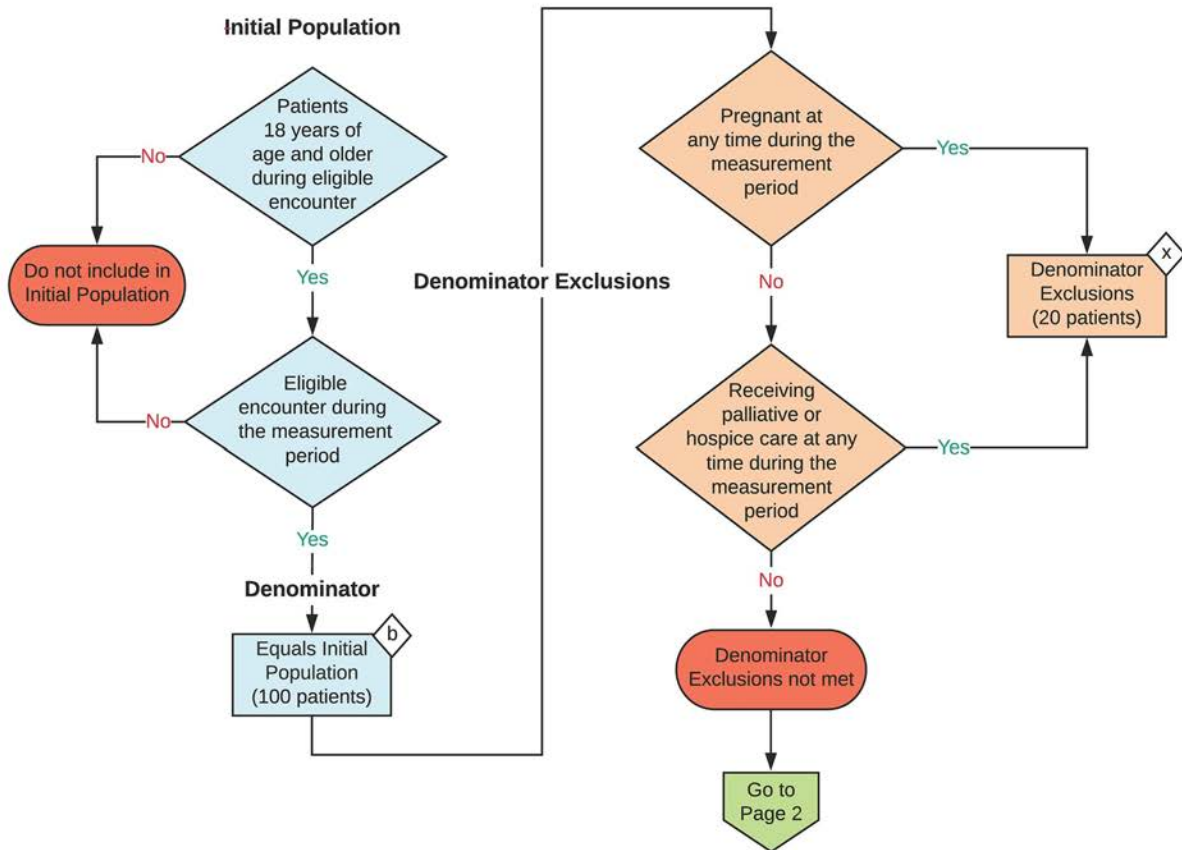 Initial Population
Patients
18 years of
age and older
during eligible
encounter
No
Do not include in
Initial Population
Yes
Eligible
encounter during
the measurement
period
No
Yes
Denominator
b
Equals Initial
Population
(100 patients)
Denominator Exclusions
Pregnant at
any time during the
measurement
period
Yes
No
x
Denominator
Exclusions
(20 patients)
Receiving
palliative or
hospice care at any
time during the
measurement
period
Yes
No
Denominator
Exclusions not met
Go to
Page 2